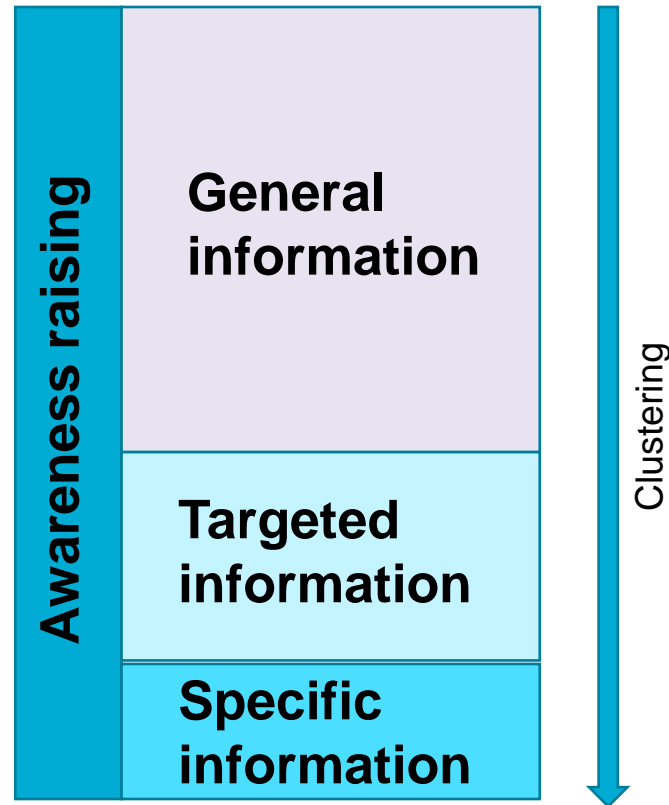 Awareness raising
General
information
Targeted
information
Specific
information
Clustering